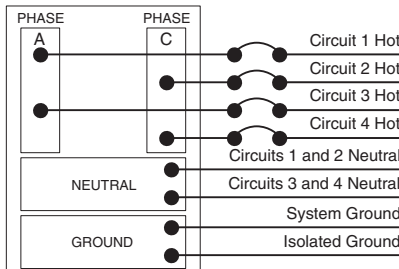 PHASE PHASE
A C
Circuit 1 Hot
Circuit 2 Hot
Circuit 3 Hot
Circuit 4 Hot
Circuits 1 and 2 Neutral
NEUTRAL
Circuits 3 and 4 Neutral
System Ground
GROUND
Isolated Ground